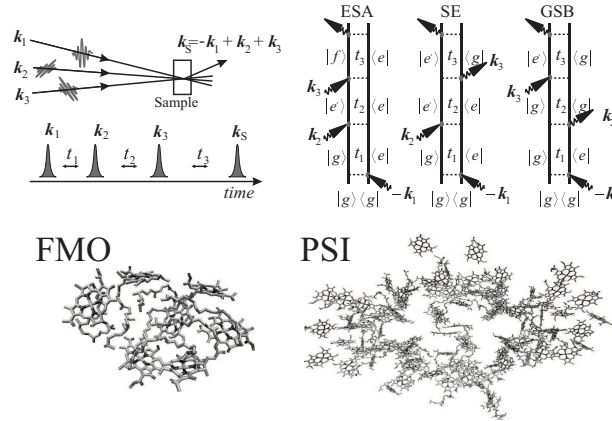 k₁
k₂
k₃
kₛ=-k₁ + k₂ + k₃
Sample
k₁ k₂ k₃ kₛ
t₁ t₂ t₃
time
ESA SE GSB
|f⟩ t₃ ⟨e| |e'⟩ t₃ ⟨g| |e'⟩ t₃ ⟨g|
k₃ k₃ k₃
|e'⟩ t₂ ⟨e| |e'⟩ t₂ ⟨e| |g⟩ t₂ ⟨g|
k₂ k₂
|g⟩ t₁ ⟨e| |g⟩ t₁ ⟨e| |g⟩ t₁ ⟨e|
−k₁ −k₁ −k
|g⟩⟨g| |g⟩⟨g| |g⟩⟨g|
FMO PSI